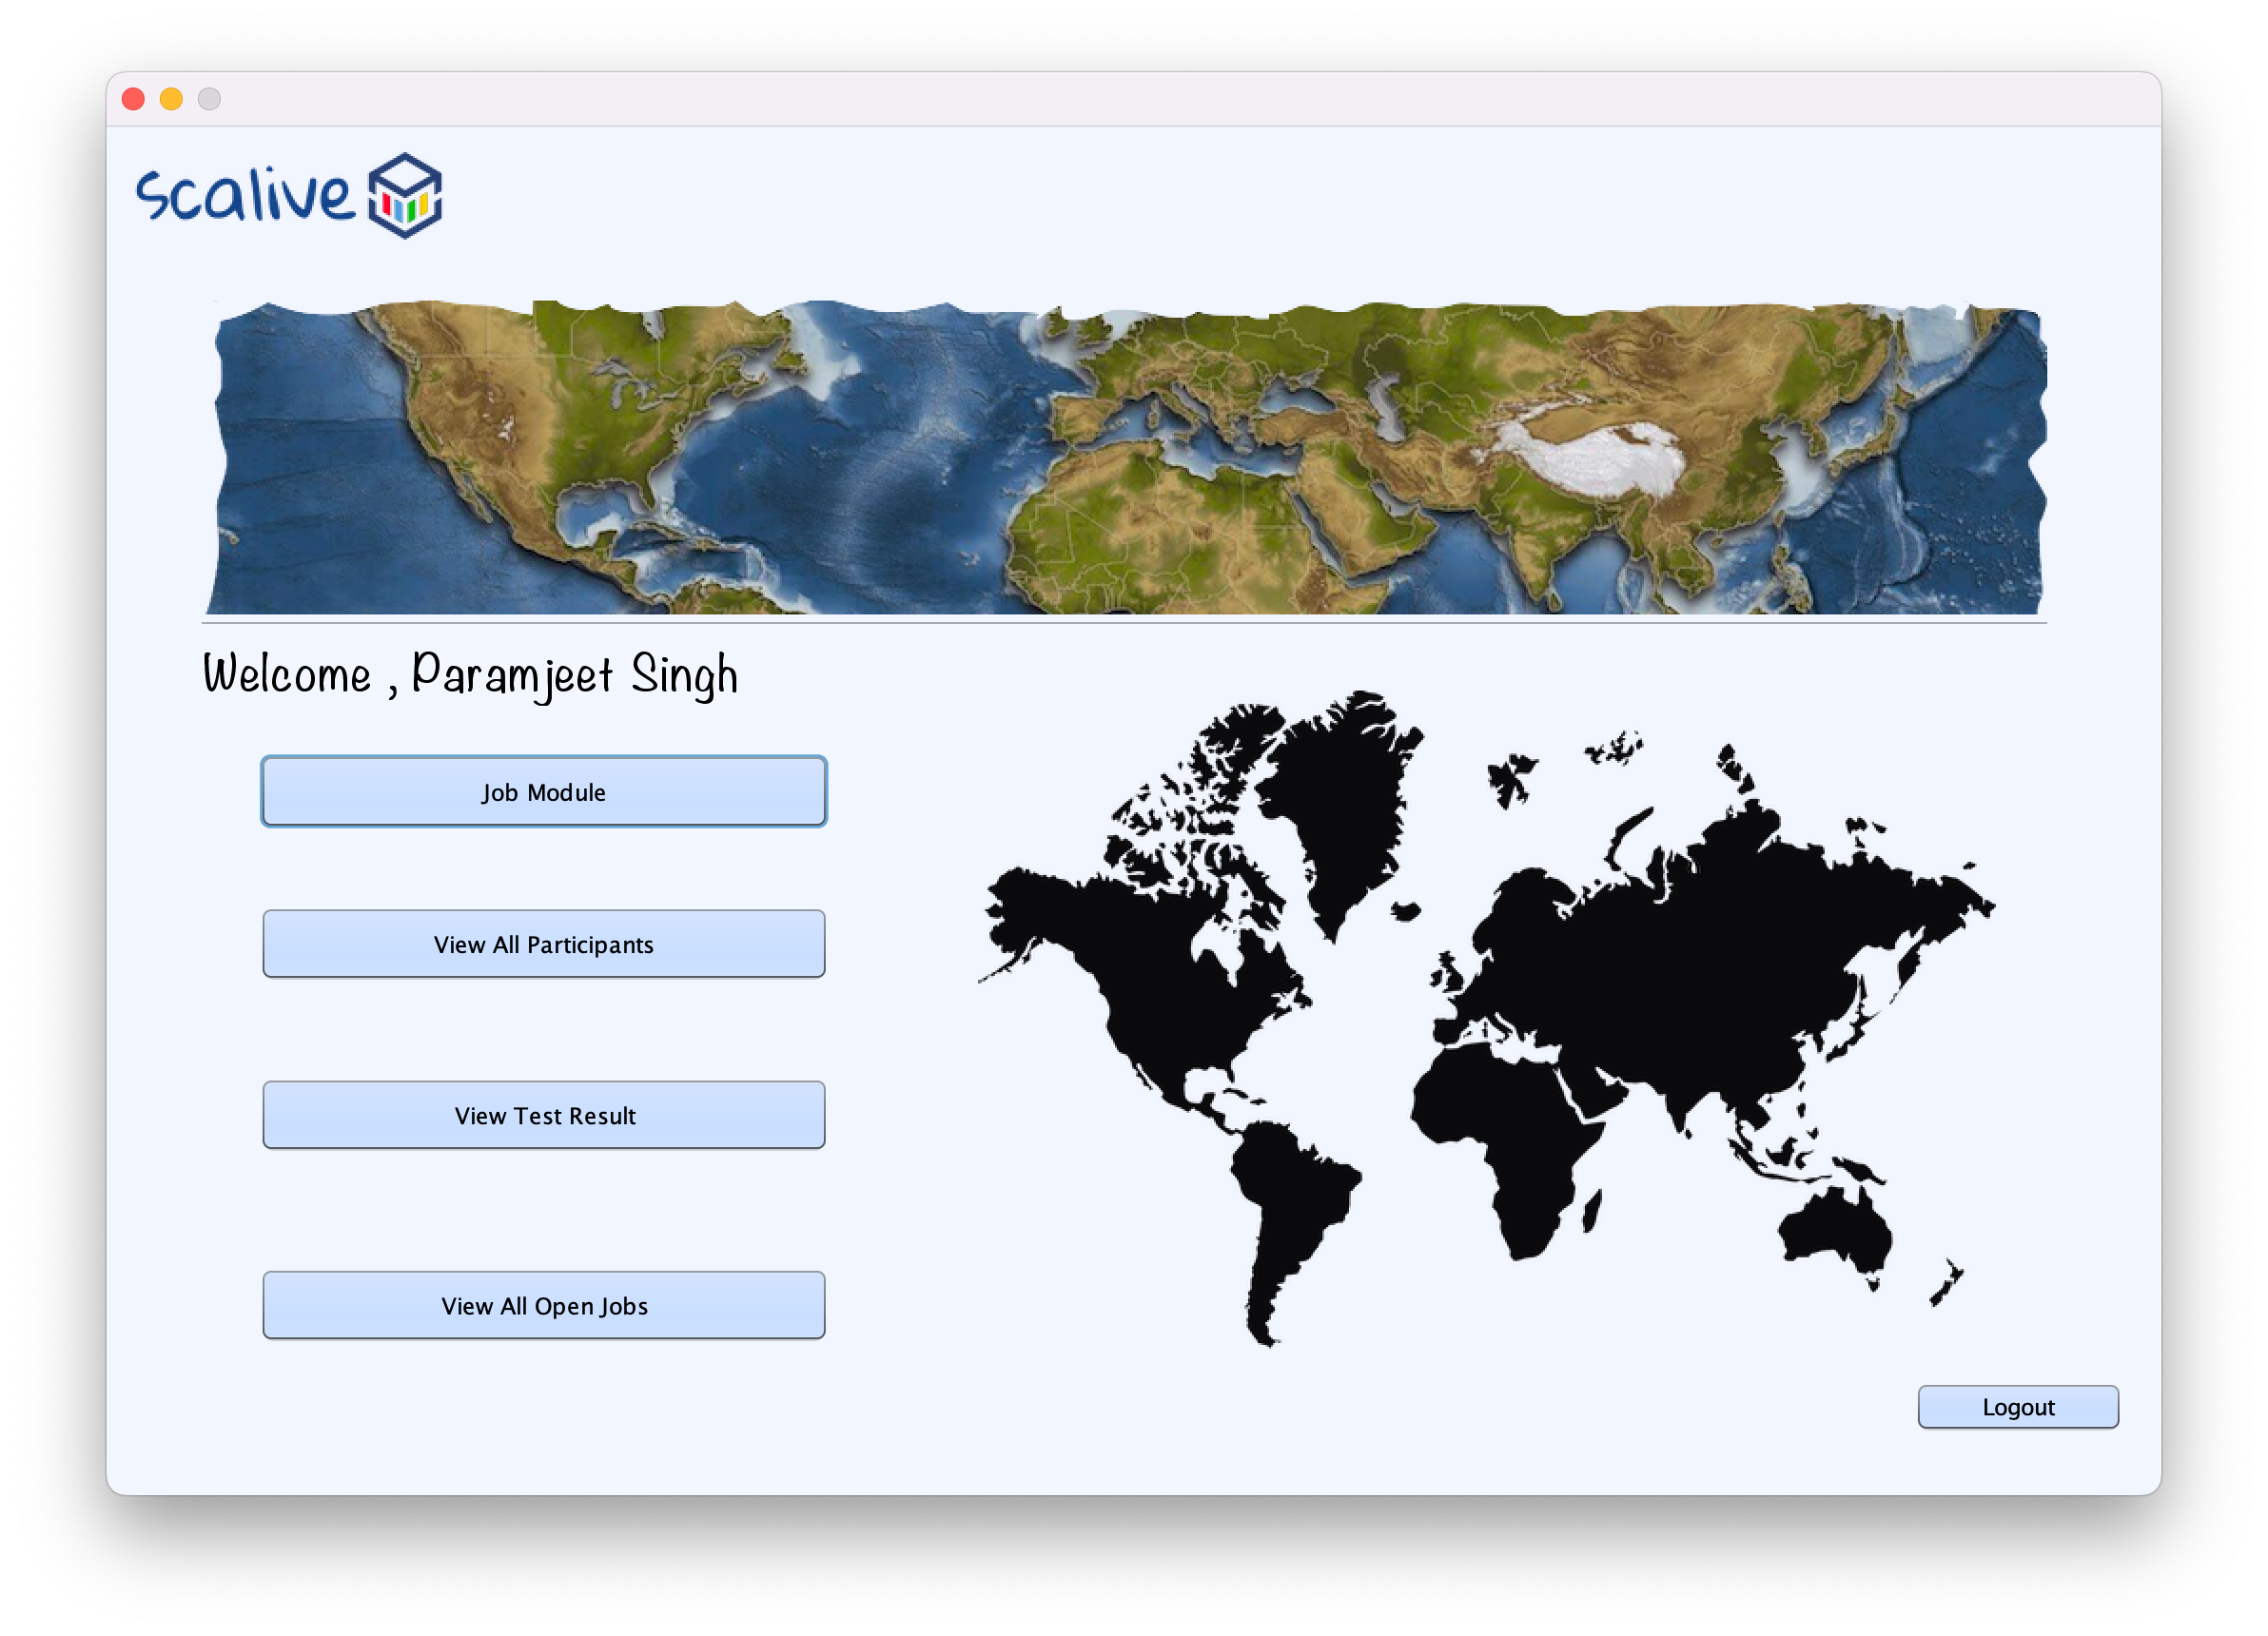 scalive
Welcome , Paramjeet Singh
Job Module
View All Participants
View Test Result
View All Open Jobs
Logout